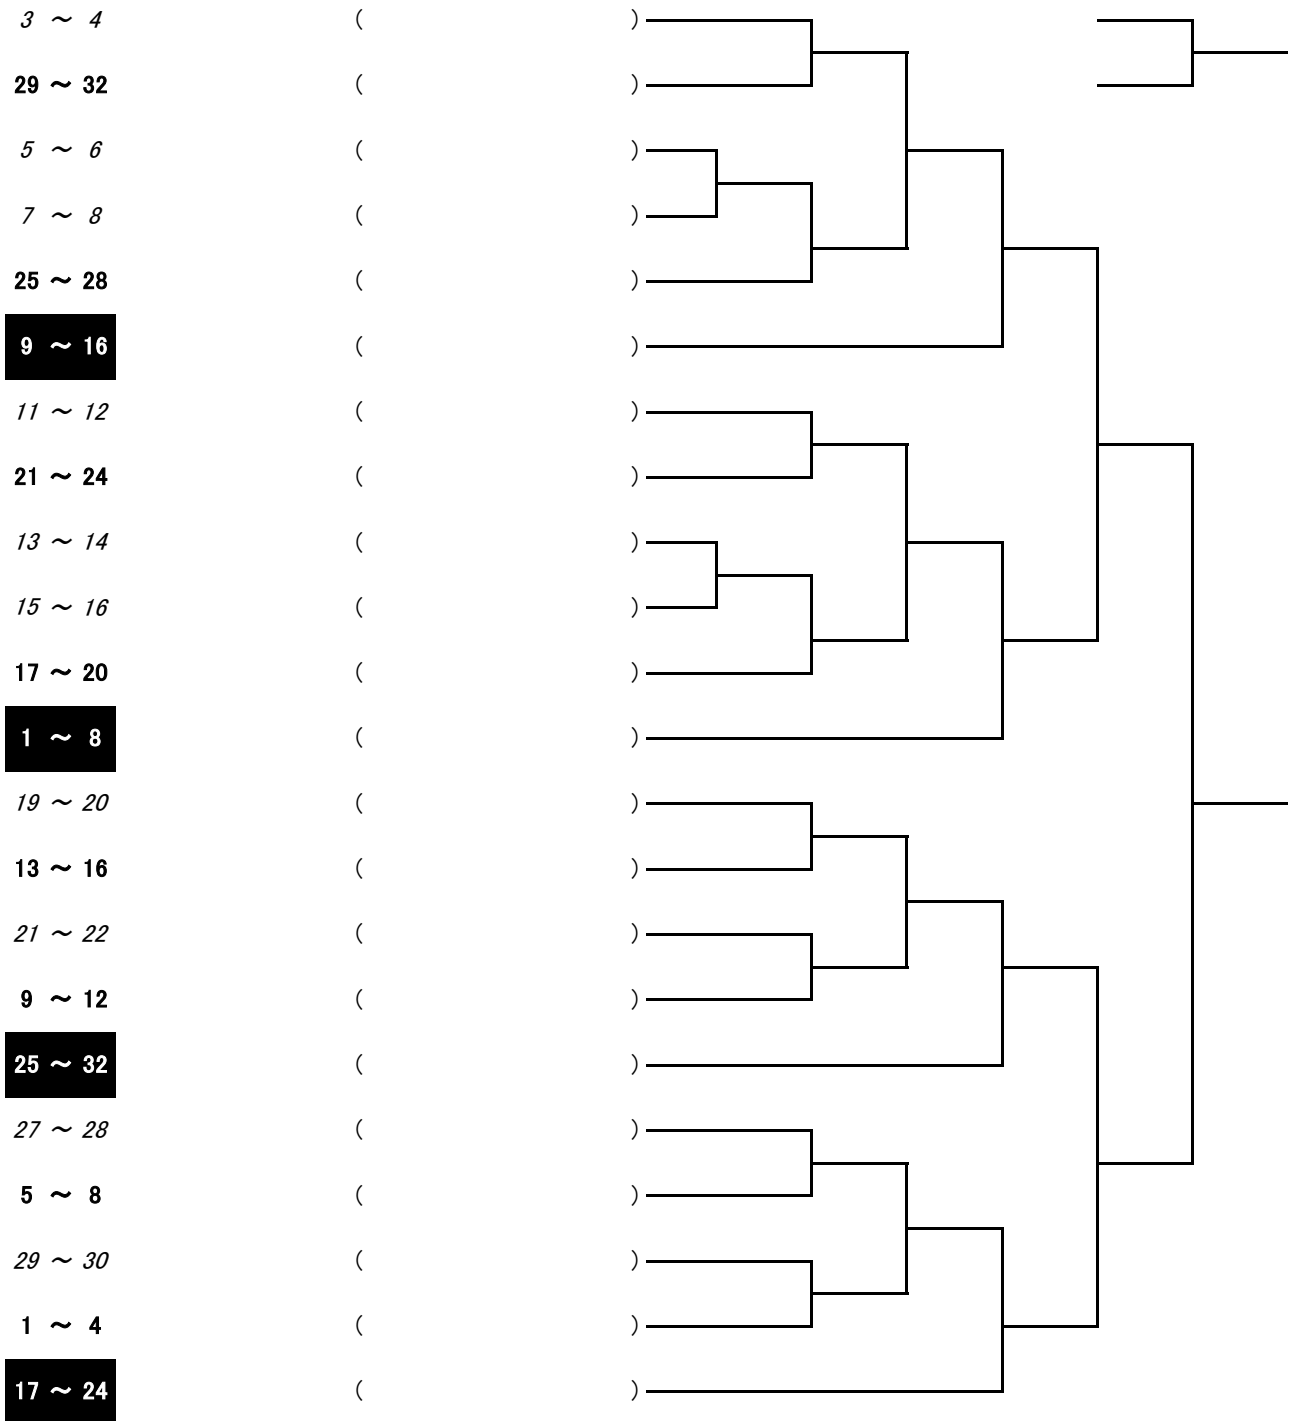 3 ～ 4 ( )
29 ～ 32 ( )
5 ～ 6 ( )
7 ～ 8 ( )
25 ～ 28 ( )
9 ～ 16 ( )
11 ～ 12 ( )
21 ～ 24 ( )
13 ～ 14 ( )
15 ～ 16 ( )
17 ～ 20 ( )
1 ～ 8 ( )
19 ～ 20 ( )
13 ～ 16 ( )
21 ～ 22 ( )
9 ～ 12 ( )
25 ～ 32 ( )
27 ～ 28 ( )
5 ～ 8 ( )
29 ～ 30 ( )
1 ～ 4 ( )
17 ～ 24 ( )